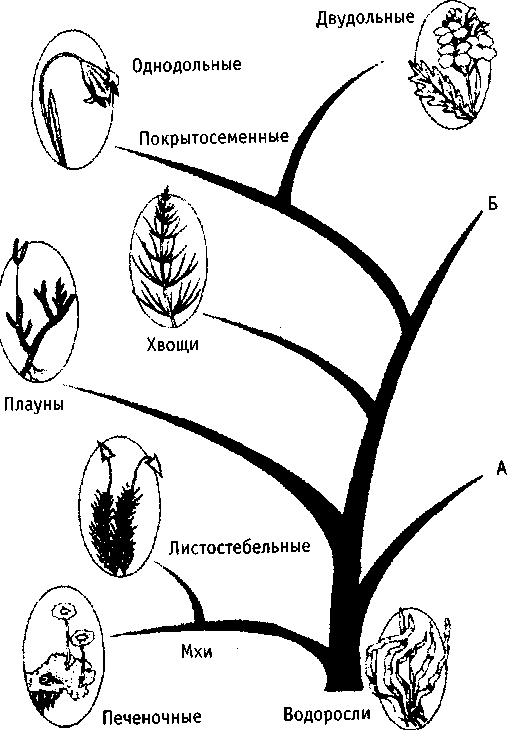 Двудольные
Однодольные
Покрытосеменные
Б
Хвощи
Плауны
А
Листостебельные
Мхи
Печеночные
Водоросли